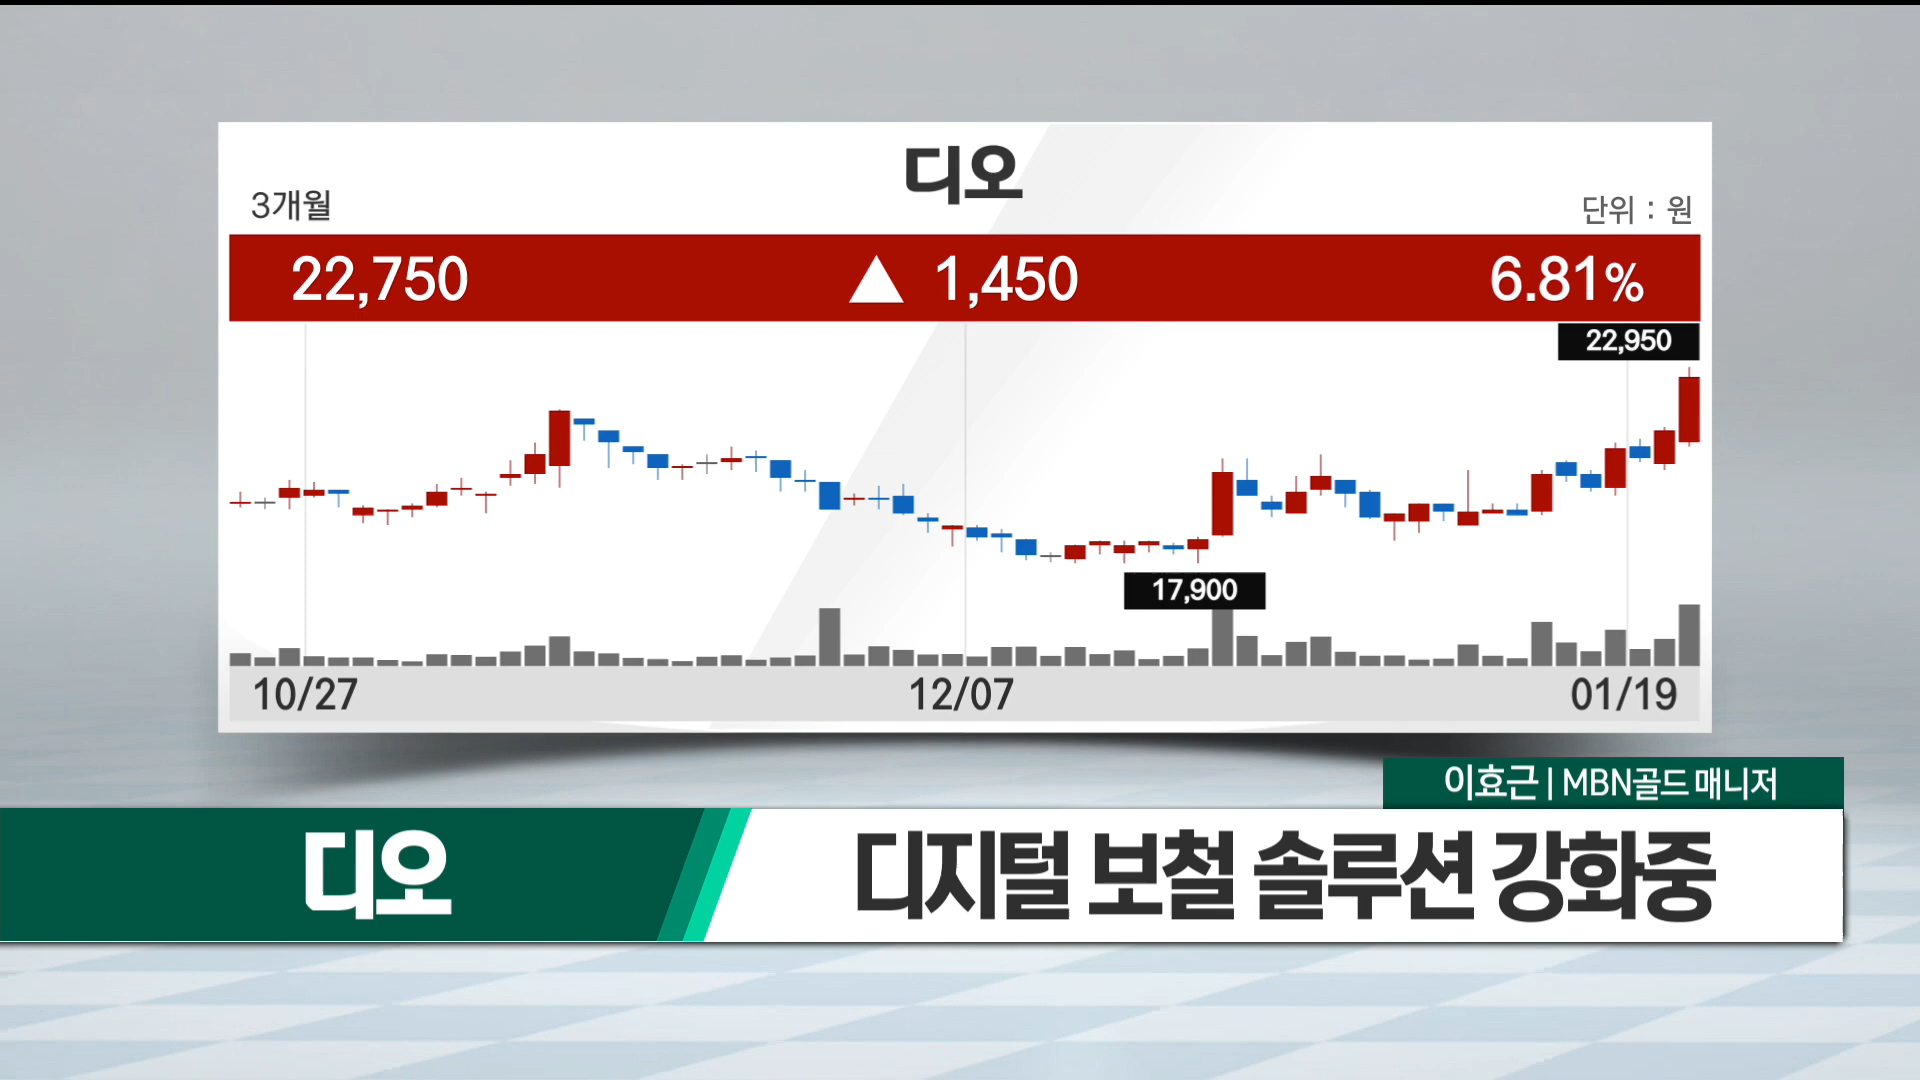 디오
3개월
단위 : 원
22,750 ▲ 1,450 6.81%
22,950
17,900
10/27 12/07 01/19
이효근 | MBN골드 매니저
디오
디지털 보철 솔루션 강화중